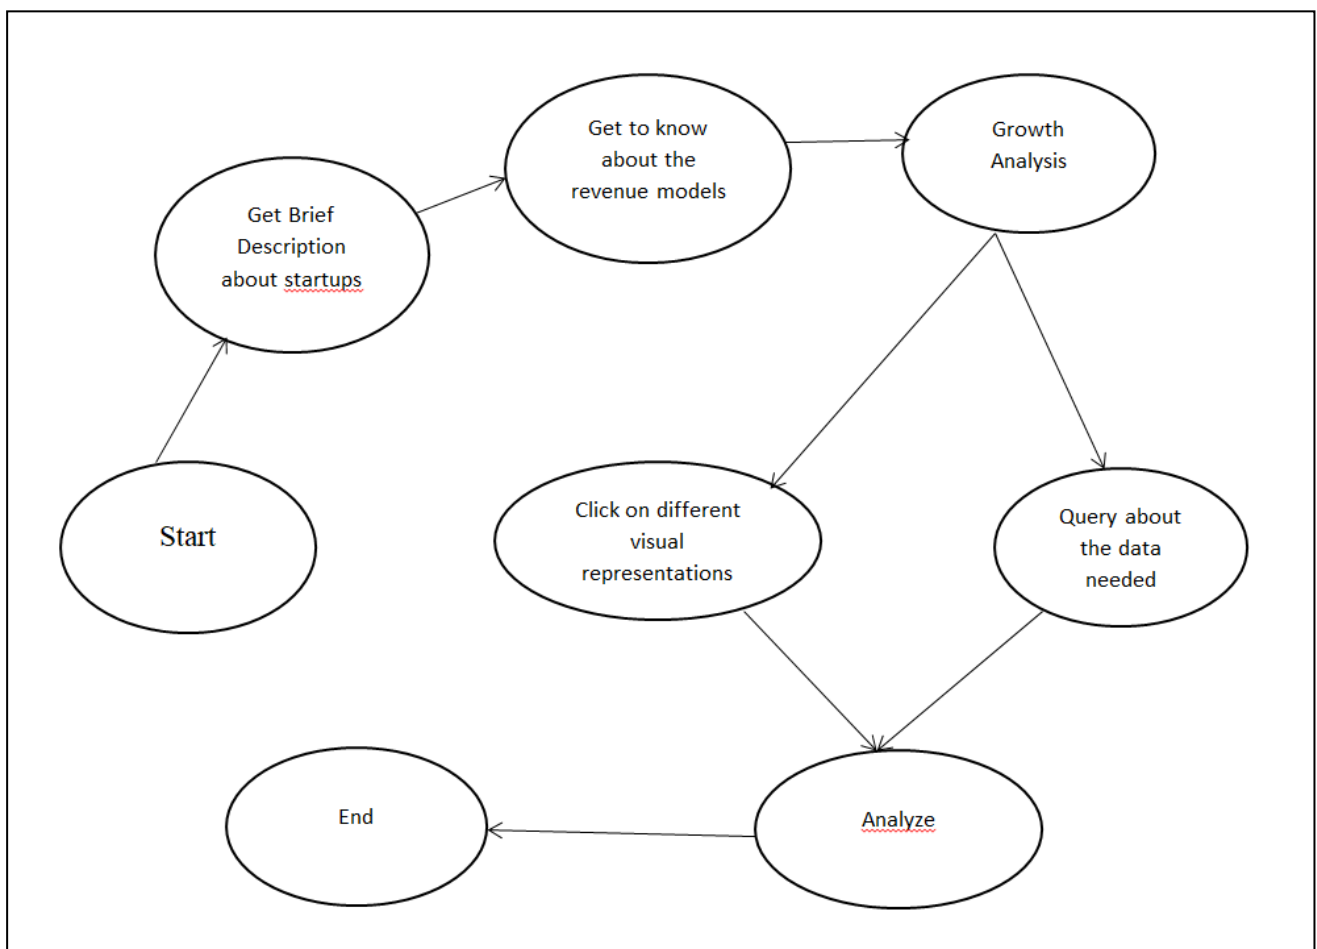 Get to know
about the
revenue models
Growth
Analysis
Get Brief
Description
about startups
Start
Click on different
visual
representations
Query about
the data
needed
End
Analyze